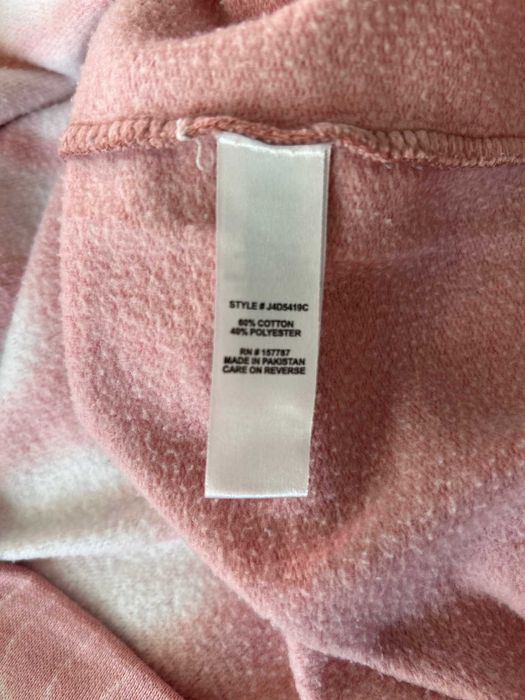 STYLE # J4D5419C
60% COTTON
40% POLYESTER
RN # 157787
MADE IN PAKISTAN
CARE ON REVERSE